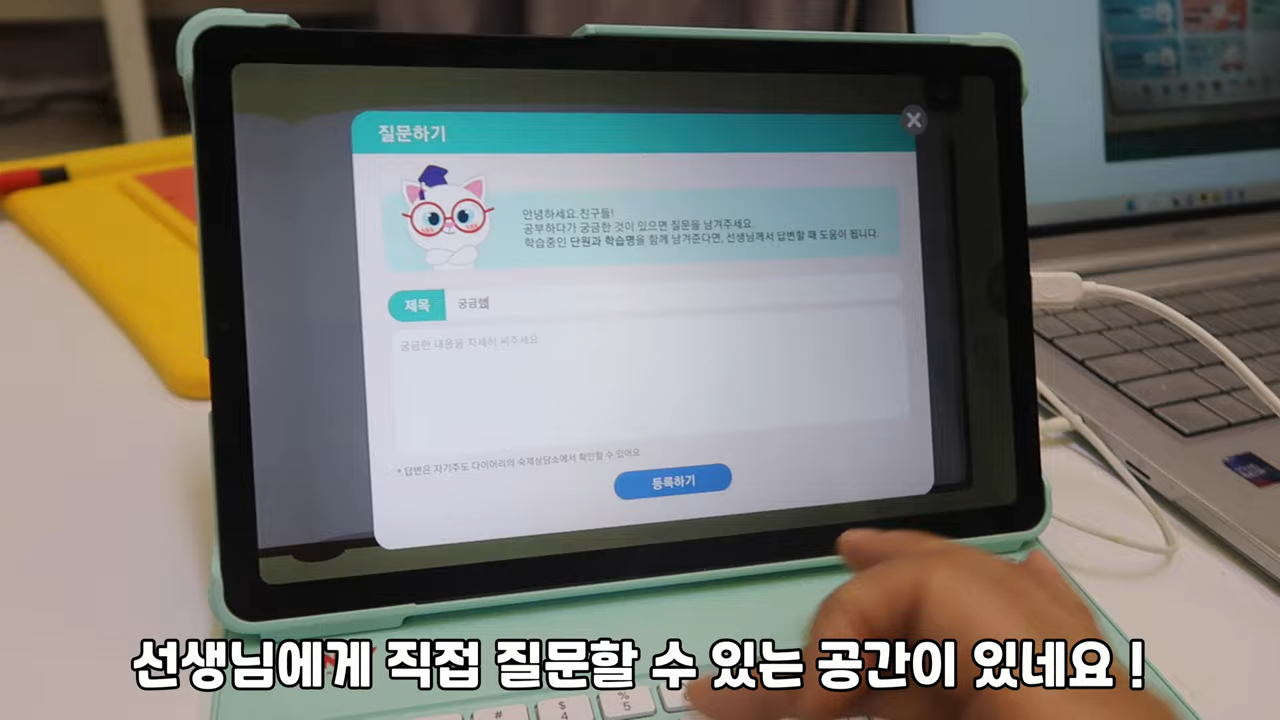 질문하기
안녕하세요.친구들!
공부하다가 궁금한 것이 있으면 질문을 남겨주세요.
학습중인 단원과 학습명을 함께 남겨준다면, 선생님께서 답변할 때 도움이 됩니다.
제목
궁금했
궁금한 내용을 자세히 써주세요.
* 답변은 자기주도 다이어리의 숙제상담소에서 확인할 수 있어요
등록하기
선생님에게 직접 질문할 수 있는 공간이 있네요 !
# $ %
4 5